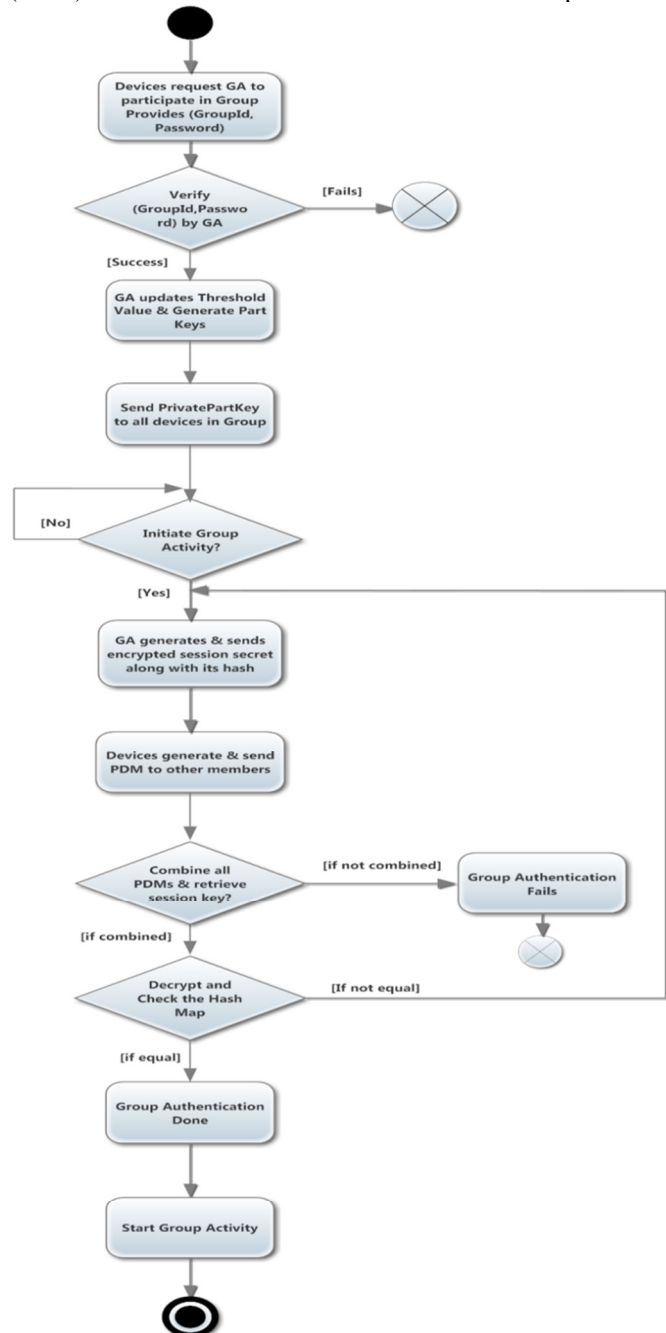 Devices request GA to
participate in Group
Provides (GroupId,
Password)
Verify
(GroupId,Passwo
rd) by GA
[Fails]
[Success]
GA updates Threshold
Value & Generate Part
Keys
Send PrivatePartKey
to all devices in Group
[No]
Initiate Group
Activity?
[Yes]
GA generates & sends
encrypted session secret
along with its hash
Devices generate & send
PDM to other members
Combine all
PDMs & retrieve
session key?
[if not combined]
Group Authentication
Fails
[if combined]
Decrypt and
Check the Hash
Map
[If not equal]
[if equal]
Group Authentication
Done
Start Group Activity